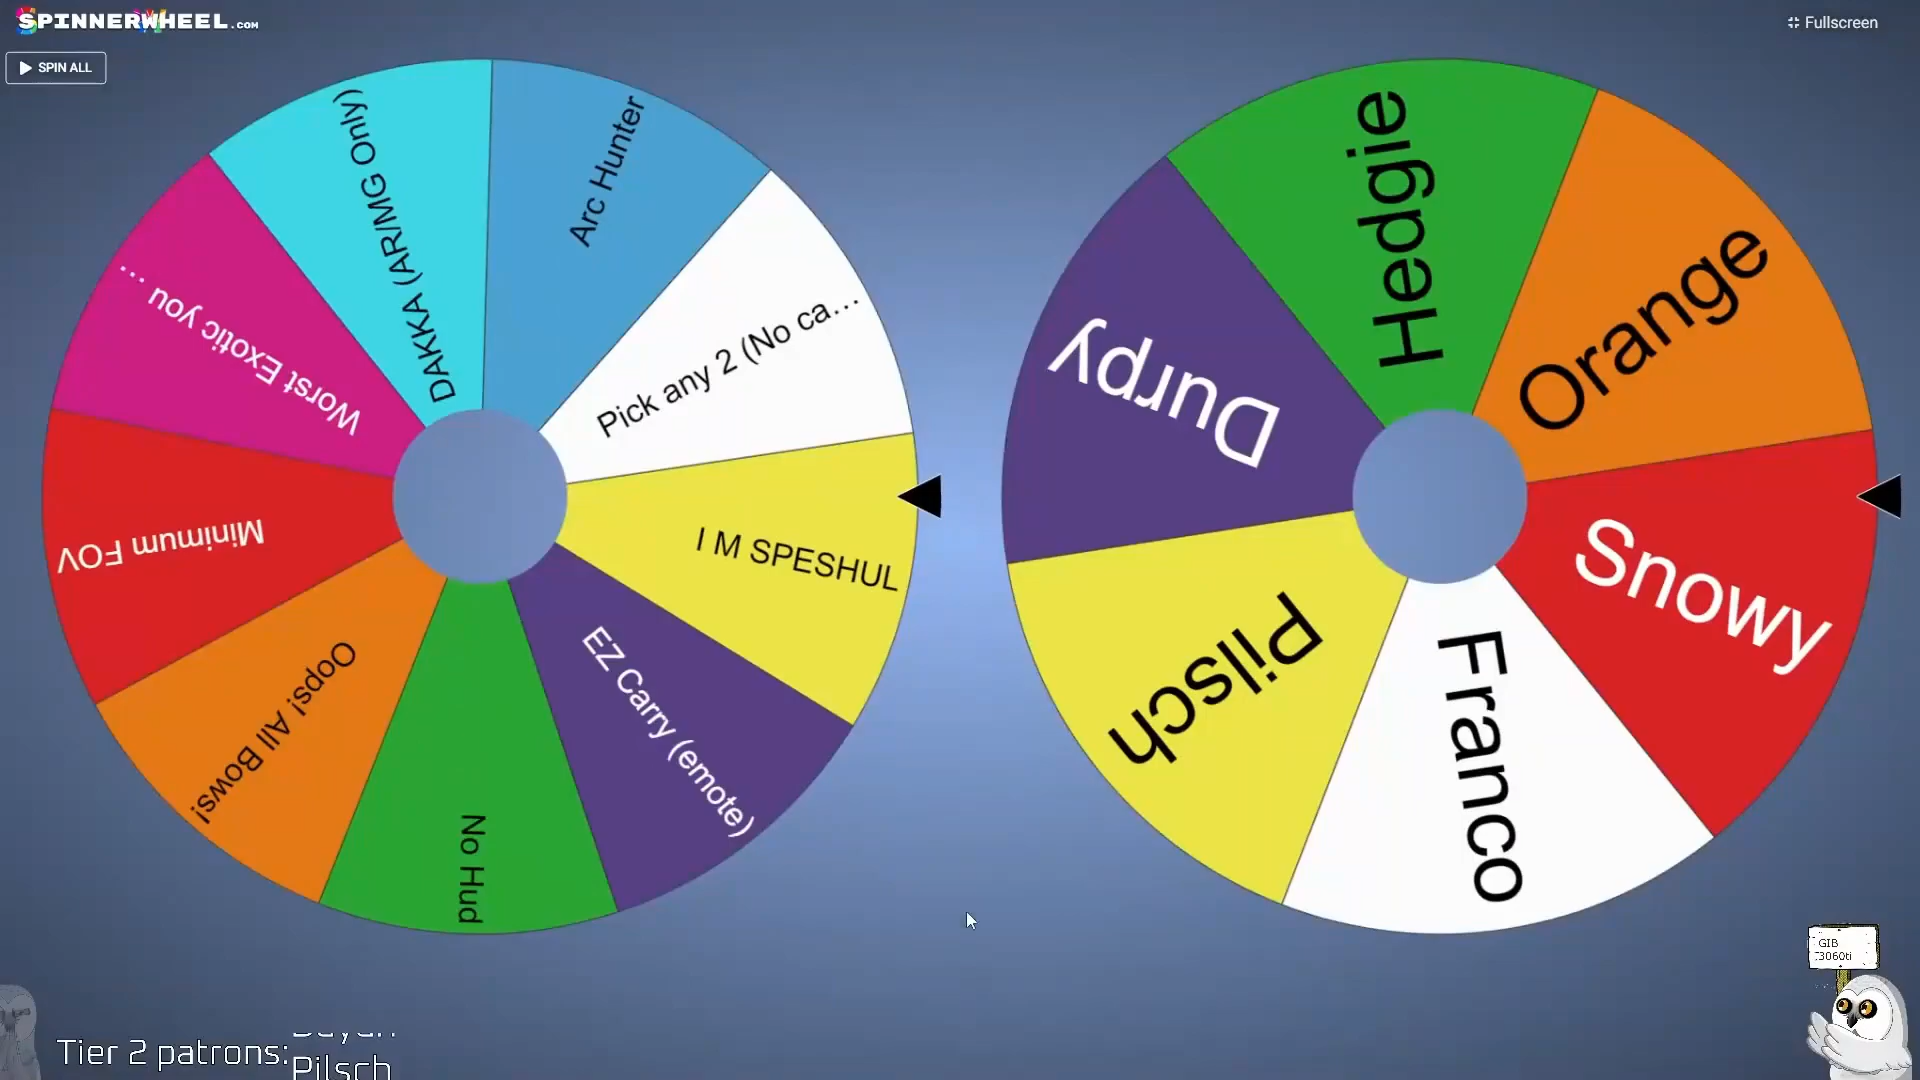 SPINNERWHEEL.COM
Fullscreen
SPIN ALL
DAKKA (AR/MG Only)
Arc Hunter
Pick any 2 (No ca...
I M SPESHUL
EZ Carry (emote)
No Hud
Oops! All Bows!
Minimum FOV
Worst Exotic you ...
Hedgie
Orange
Snowy
Franco
Pilsch
Durpy
GIB
3060ti
Tier 2 patrons:
Pilsch